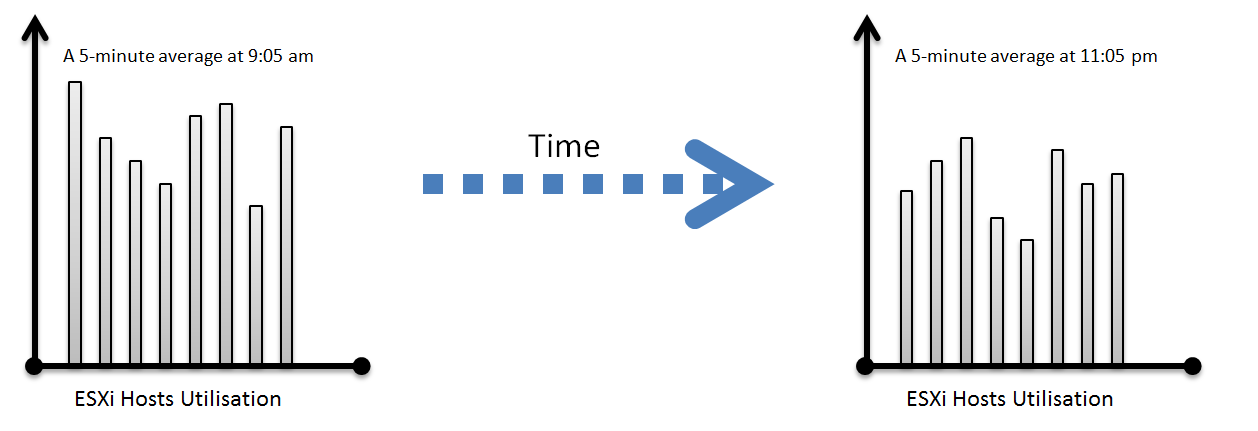 A 5-minute average at 9:05 am
A 5-minute average at 11:05 pm
Time
ESXi Hosts Utilisation
ESXi Hosts Utilisation